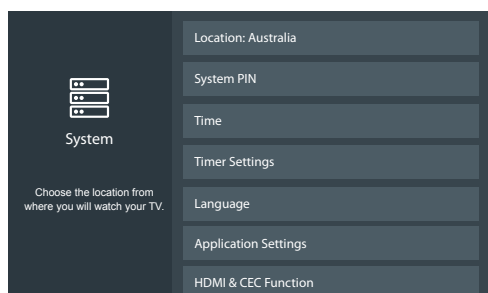 System
Choose the location from
where you will watch your TV.
Location: Australia
System PIN
Time
Timer Settings
Language
Application Settings
HDMI & CEC Function